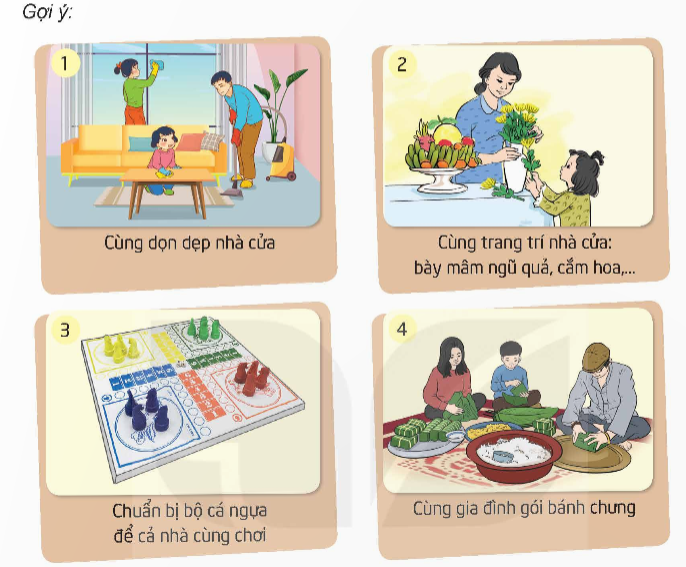 Gợi ý:
1
Cùng dọn dẹp nhà cửa
2
Cùng trang trí nhà cửa:
bày mâm ngũ quả, cắm hoa,...
3
Chuẩn bị bộ cá ngựa
để cả nhà cùng chơi
4
Cùng gia đình gói bánh chưng